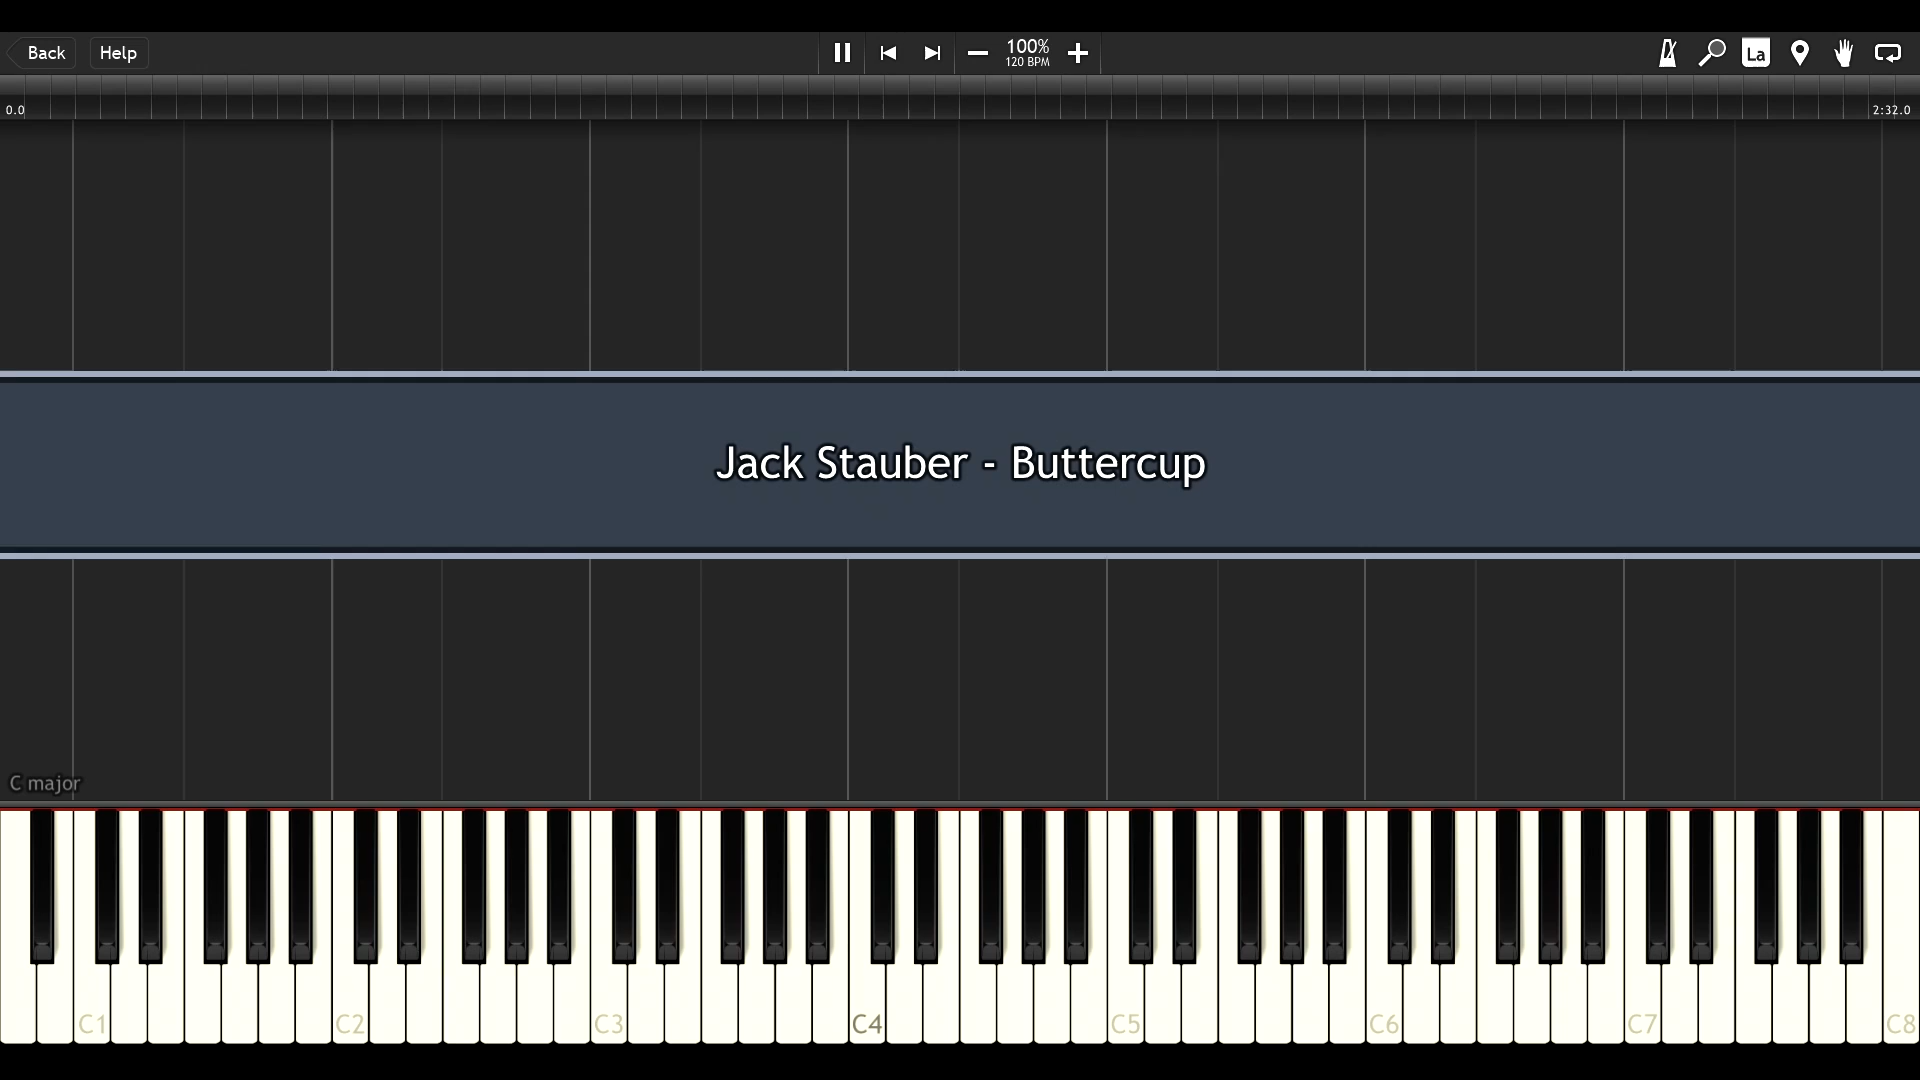 Back Help
100%
120 BPM
La
0.0 2:32.0
Jack Stauber - Buttercup
C major
C1 C2 C3 C4 C5 C6 C7 C8